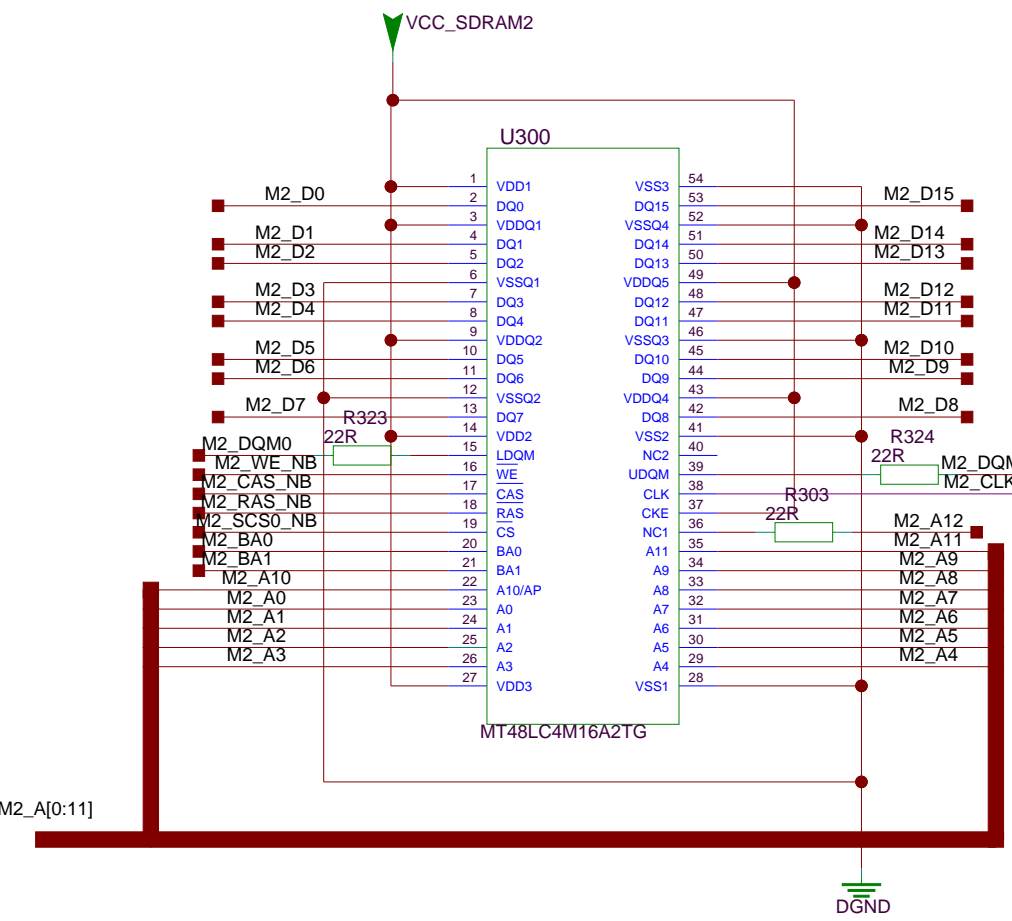 VCC_SDRAM2
U300
1 VDD1 VSS3 54
M2_D0 2 DQ0 DQ15 53 M2_D15
3 VDDQ1 VSSQ4 52
M2_D1 4 DQ1 DQ14 51 M2_D14
M2_D2 5 DQ2 DQ13 50 M2_D13
6 VSSQ1 VDDQ5 49
M2_D3 7 DQ3 DQ12 48 M2_D12
M2_D4 8 DQ4 DQ11 47 M2_D11
9 VDDQ2 VSSQ3 46
M2_D5 10 DQ5 DQ10 45 M2_D10
M2_D6 11 DQ6 DQ9 44 M2_D9
12 VSSQ2 VDDQ4 43
M2_D7 13 DQ7 DQ8 42 M2_D8
R323 22R 14 VDD2 VSS2 41 R324 22R
M2_DQM0 15 LDQM NC2 40
M2_WE_NB 16 WE UDQM 39 M2_DQM
M2_CAS_NB 17 CAS CLK 38 M2_CLK
M2_RAS_NB 18 RAS CKE 37 R303 22R
M2_SCS0_NB 19 CS NC1 36 M2_A12
M2_BA0 20 BA0 A11 35 M2_A11
M2_BA1 21 BA1 A9 34 M2_A9
M2_A10 22 A10/AP A8 33 M2_A8
M2_A0 23 A0 A7 32 M2_A7
M2_A1 24 A1 A6 31 M2_A6
M2_A2 25 A2 A5 30 M2_A5
M2_A3 26 A3 A4 29 M2_A4
27 VDD3 VSS1 28
MT48LC4M16A2TG
M2_A[0:11]
DGND